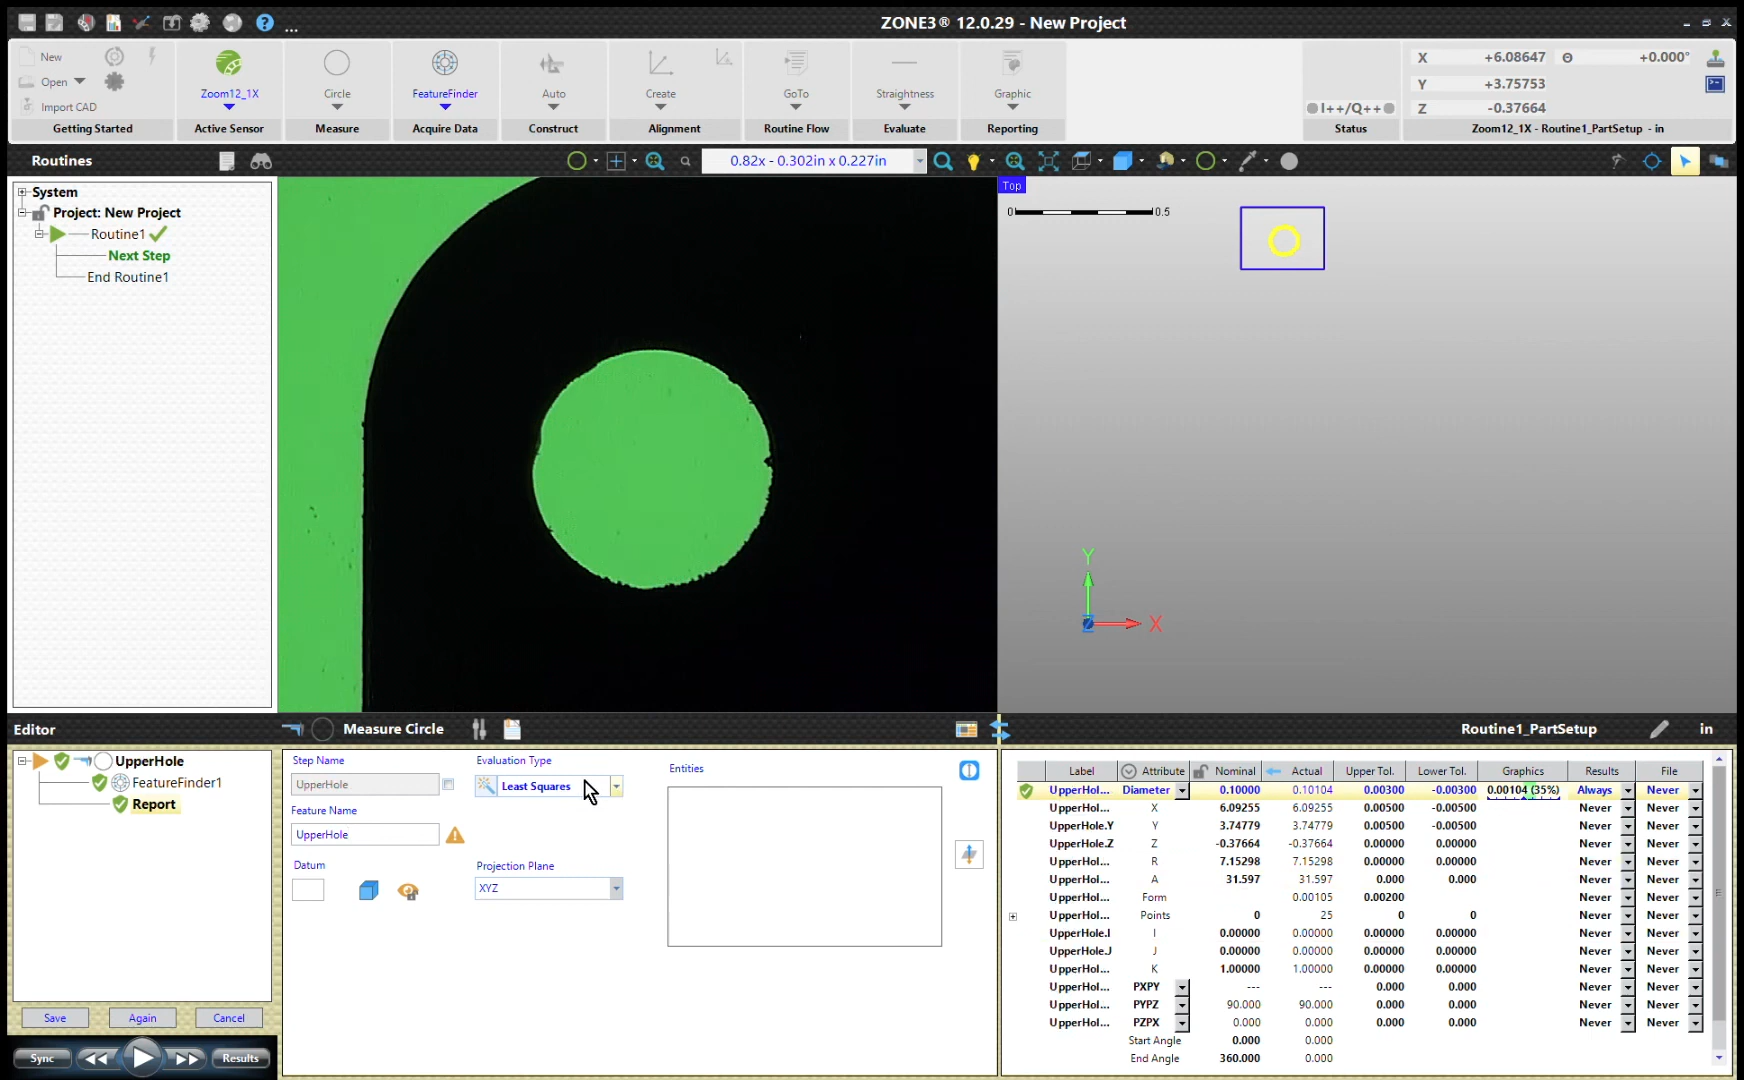 ZONE3® 12.0.29 - New Project
New
Open
Import CAD
Getting Started
Zoom12_1X
Active Sensor
Circle
Measure
FeatureFinder
Acquire Data
Auto
Construct
Create
Alignment
GoTo
Routine Flow
Straightness
Evaluate
Graphic
Reporting
I++/Q++
Status
X +6.08647 Θ +0.000°
Y +3.75753
Z -0.37664
Zoom12_1X - Routine1_PartSetup - in
Routines
0.82x - 0.302in x 0.227in
System
Project: New Project
Routine1
Next Step
End Routine1
Top
0 0.5
Y
Z X
Editor
Measure Circle
Routine1_PartSetup in
UpperHole
FeatureFinder1
Report
Save Again Cancel
Sync Results
Step Name
UpperHole
Feature Name
UpperHole
Datum
Evaluation Type
Least Squares
Projection Plane
XYZ
Entities
Label Attribute Nominal Actual Upper Tol. Lower Tol. Graphics Results File
UpperHol... Diameter 0.10000 0.10104 0.00300 -0.00300 0.00104 (35%) Always Never
UpperHol... X 6.09255 6.09255 0.00500 -0.00500 Never Never
UpperHole.Y Y 3.74779 3.74779 0.00500 -0.00500 Never Never
UpperHole.Z Z -0.37664 -0.37664 0.00000 0.00000 Never Never
UpperHol... R 7.15298 7.15298 0.00000 0.00000 Never Never
UpperHol... A 31.597 31.597 0.000 0.000 Never Never
UpperHol... Form 0.00105 0.00200 Never Never
UpperHol... Points 0 25 0 0 Never Never
UpperHole.I I 0.00000 0.00000 0.00000 0.00000 Never Never
UpperHole.J J 0.00000 0.00000 0.00000 0.00000 Never Never
UpperHol... K 1.00000 1.00000 0.00000 0.00000 Never Never
UpperHol... PXPY --- --- 0.000 0.000 Never Never
UpperHol... PYPZ 90.000 90.000 0.000 0.000 Never Never
UpperHol... PZPX 0.000 0.000 0.000 0.000 Never Never
Start Angle 0.000 0.000
End Angle 360.000 0.000